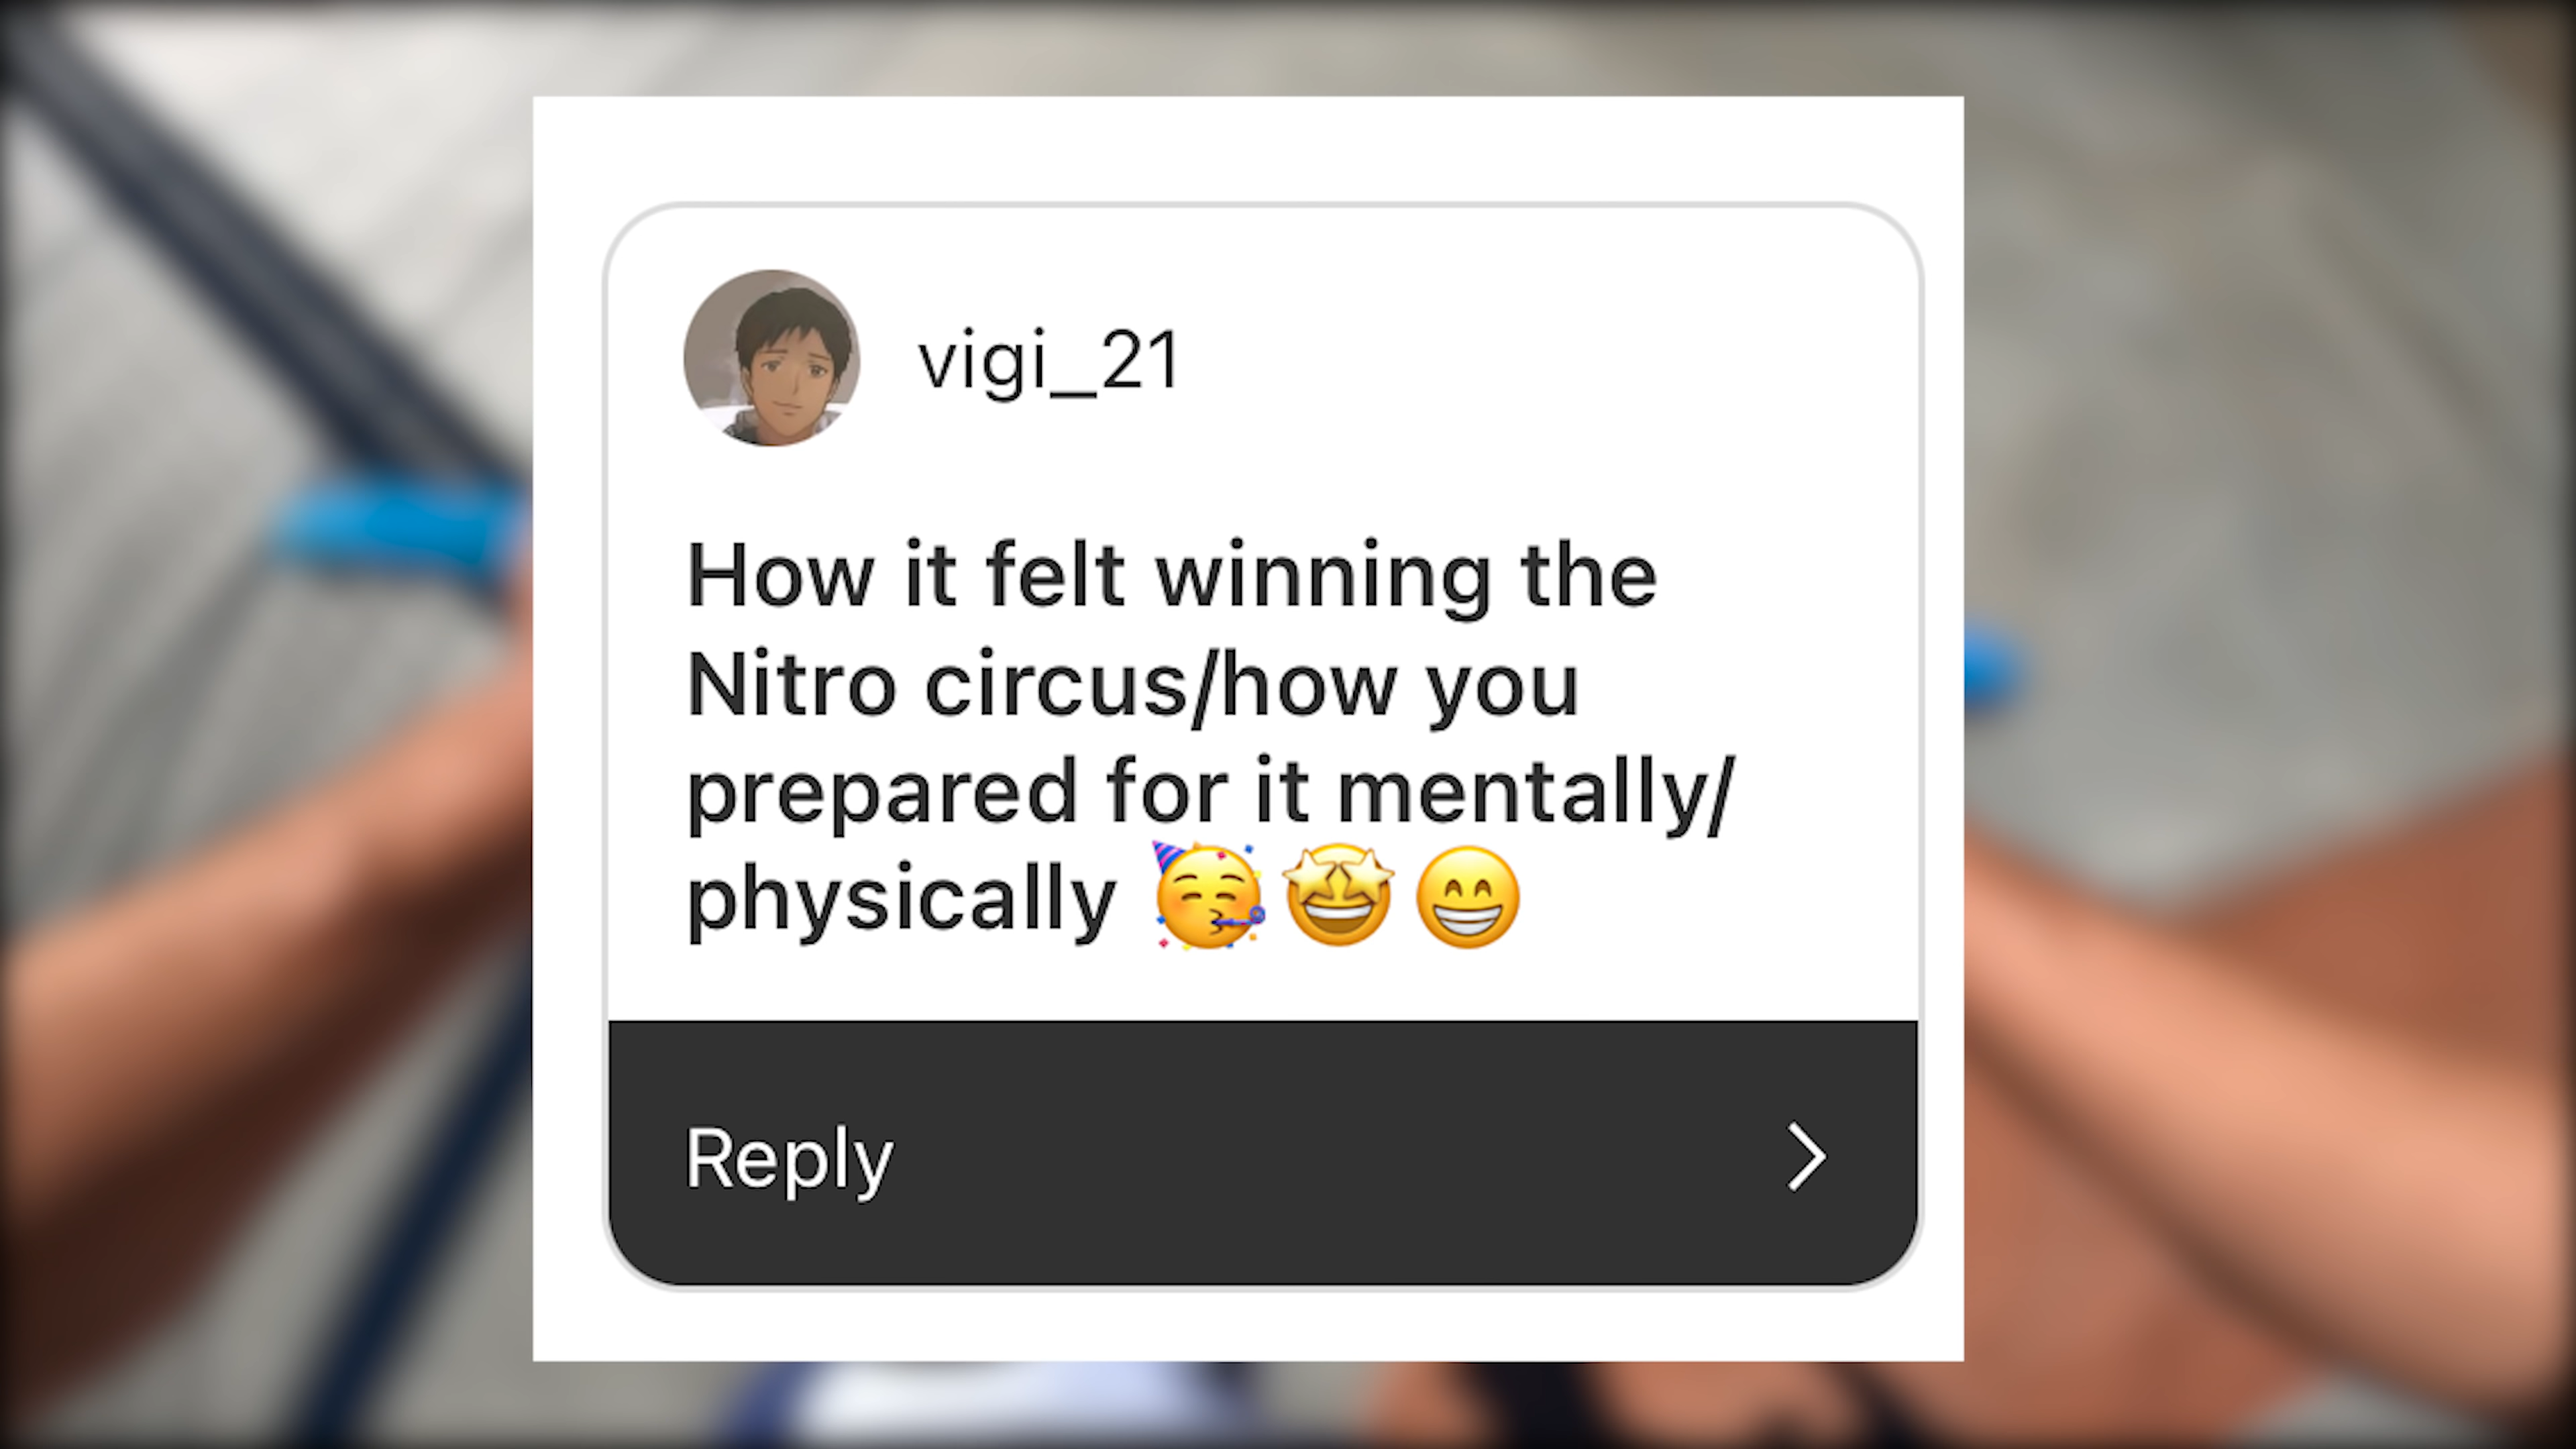 vigi_21
How it felt winning the
Nitro circus/how you
prepared for it mentally/
physically 🥳🤩😁
Reply